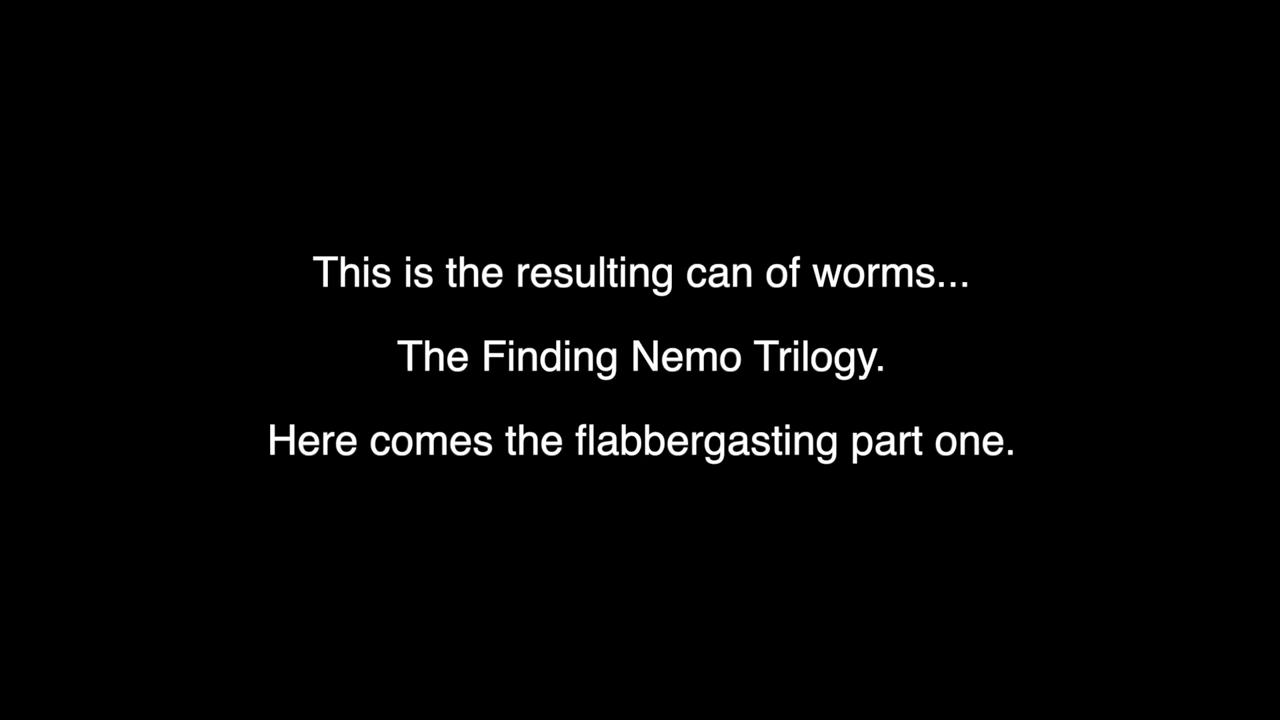 This is the resulting can of worms...
The Finding Nemo Trilogy.
Here comes the flabbergasting part one.